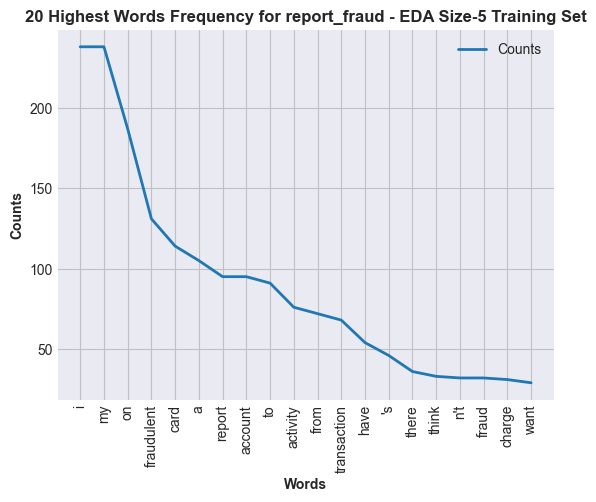 20 Highest Words Frequency for report_fraud - EDA Size-5 Training Set
Counts
200
150
100
50
Counts
i
my
on
fraudulent
card
a
report
account
to
activity
from
transaction
have
's
there
think
n't
fraud
charge
want
Words